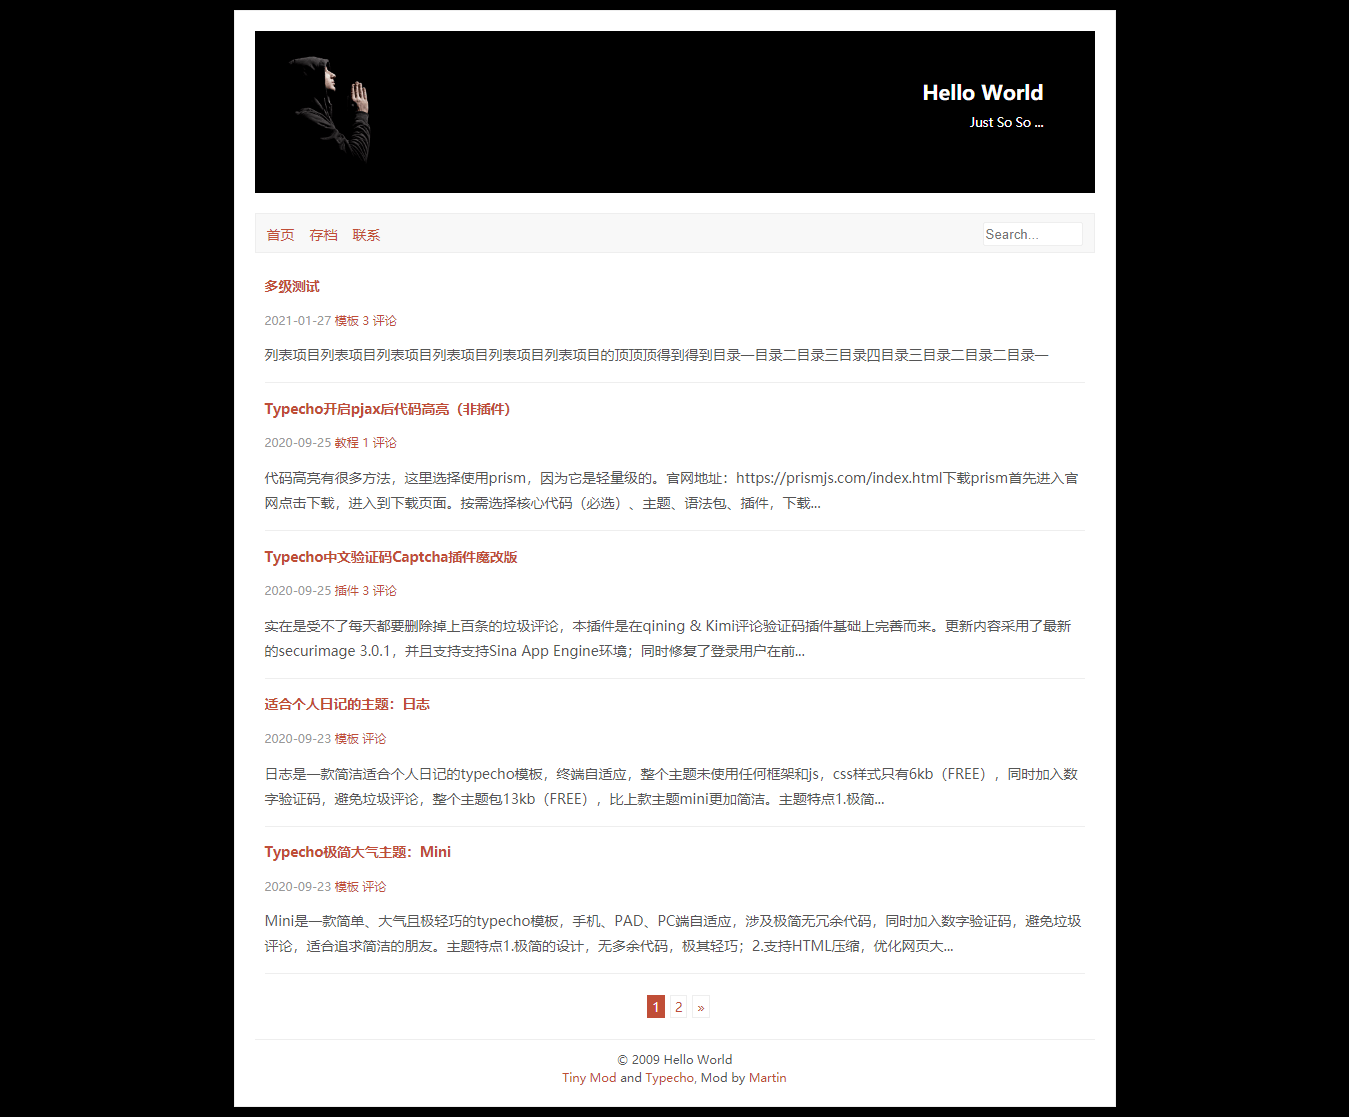 Hello World
Just So So ...
首页 存档 联系 Search...
多级测试
2021-01-27 模板 3 评论
列表项目列表项目列表项目列表项目列表项目列表项目的顶顶顶得到得到目录一目录二目录三目录四目录三目录二目录二目录一
Typecho开启pjax后代码高亮（非插件）
2020-09-25 教程 1 评论
代码高亮有很多方法，这里选择使用prism，因为它是轻量级的。官网地址：https://prismjs.com/index.html下载prism首先进入官
网点击下载，进入到下载页面。按需选择核心代码（必选）、主题、语法包、插件，下载...
Typecho中文验证码Captcha插件魔改版
2020-09-25 插件 3 评论
实在是受不了每天都要删除掉上百条的垃圾评论，本插件是在qining & Kimi评论验证码插件基础上完善而来。更新内容采用了最新
的securimage 3.0.1，并且支持支持Sina App Engine环境；同时修复了登录用户在前...
适合个人日记的主题：日志
2020-09-23 模板 评论
日志是一款简洁适合个人日记的typecho模板，终端自适应，整个主题未使用任何框架和js，css样式只有6kb（FREE），同时加入数
字验证码，避免垃圾评论，整个主题包13kb（FREE），比上款主题mini更加简洁。主题特点1.极简...
Typecho极简大气主题：Mini
2020-09-23 模板 评论
Mini是一款简单、大气且极轻巧的typecho模板，手机、PAD、PC端自适应，涉及极简无冗余代码，同时加入数字验证码，避免垃圾
评论，适合追求简洁的朋友。主题特点1.极简的设计，无多余代码，极其轻巧；2.支持HTML压缩，优化网页大...
1 2 »
© 2009 Hello World
Tiny Mod and Typecho, Mod by Martin